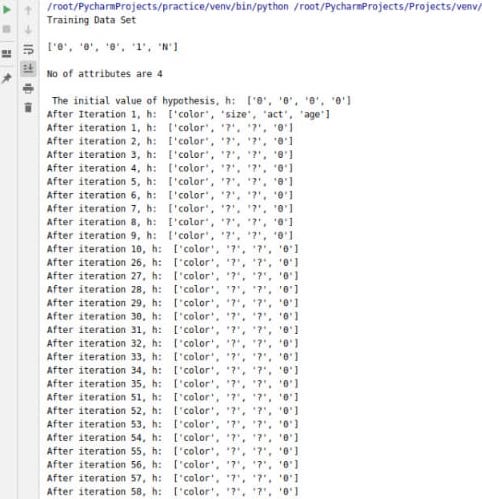 /root/PycharmProjects/practice/venv/bin/python /root/PycharmProjects/Projects/venv/
Training Data Set
['0', '0', '0', '1', 'N']
No of attributes are 4
The initial value of hypothesis, h:  ['0', '0', '0', '0']
After Iteration 1, h:  ['color', 'size', 'act', 'age']
After iteration 1, h:  ['color', '?', '?', '0']
After iteration 2, h:  ['color', '?', '?', '0']
After iteration 3, h:  ['color', '?', '?', '0']
After iteration 4, h:  ['color', '?', '?', '0']
After iteration 5, h:  ['color', '?', '?', '0']
After iteration 6, h:  ['color', '?', '?', '0']
After iteration 7, h:  ['color', '?', '?', '0']
After iteration 8, h:  ['color', '?', '?', '0']
After iteration 9, h:  ['color', '?', '?', '0']
After iteration 10, h:  ['color', '?', '?', '0']
After iteration 26, h:  ['color', '?', '?', '0']
After iteration 27, h:  ['color', '?', '?', '0']
After iteration 28, h:  ['color', '?', '?', '0']
After iteration 29, h:  ['color', '?', '?', '0']
After iteration 30, h:  ['color', '?', '?', '0']
After iteration 31, h:  ['color', '?', '?', '0']
After iteration 32, h:  ['color', '?', '?', '0']
After iteration 33, h:  ['color', '?', '?', '0']
After iteration 34, h:  ['color', '?', '?', '0']
After iteration 35, h:  ['color', '?', '?', '0']
After iteration 51, h:  ['color', '?', '?', '0']
After iteration 52, h:  ['color', '?', '?', '0']
After iteration 53, h:  ['color', '?', '?', '0']
After iteration 54, h:  ['color', '?', '?', '0']
After iteration 55, h:  ['color', '?', '?', '0']
After iteration 56, h:  ['color', '?', '?', '0']
After iteration 57, h:  ['color', '?', '?', '0']
After iteration 58, h:  ['color', '?', '?', '0']